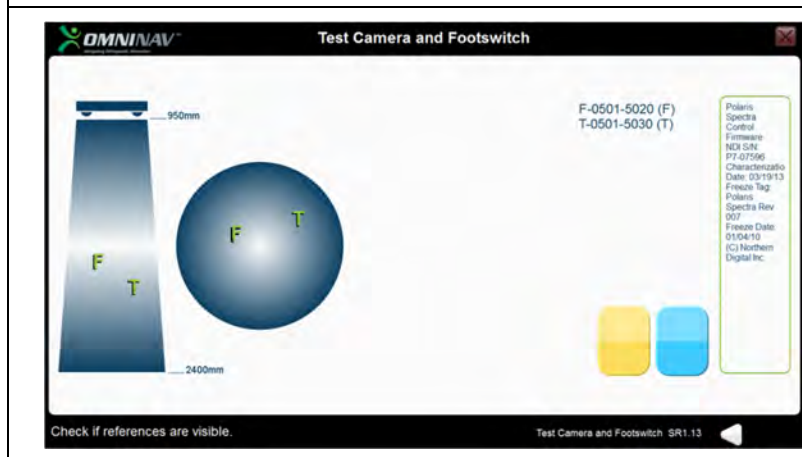 OMNINAV™
Test Camera and Footswitch
950mm
F
T
F
T
2400mm
F-0501-5020 (F)
T-0501-5030 (T)
Polaris
Spectra
Control
Firmware
NDI S/N:
P7-07596
Characterizatio
Date: 03/19/13
Freeze Tag:
Polaris
Spectra Rev
007
Freeze Date:
01/04/10
(C) Northern
Digital Inc.
Check if references are visible.
Test Camera and Footswitch SR1.13